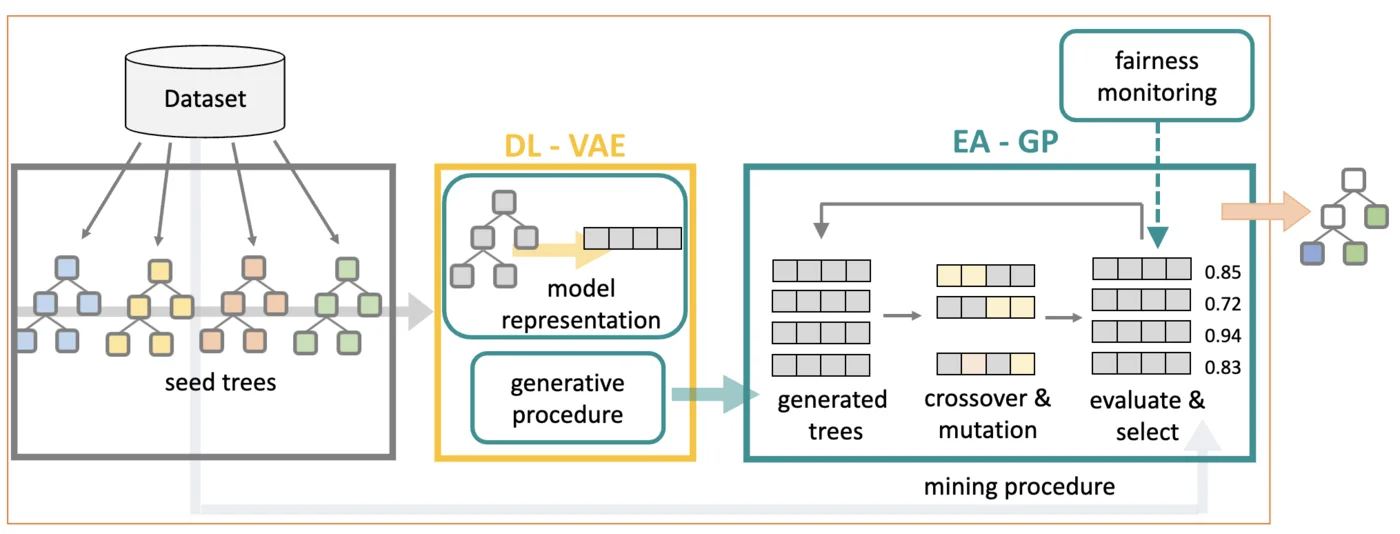 Dataset
seed trees
DL - VAE
model
representation
generative
procedure
EA - GP
fairness
monitoring
generated
trees
crossover &
mutation
0.85
0.72
0.94
0.83
evaluate &
select
mining procedure